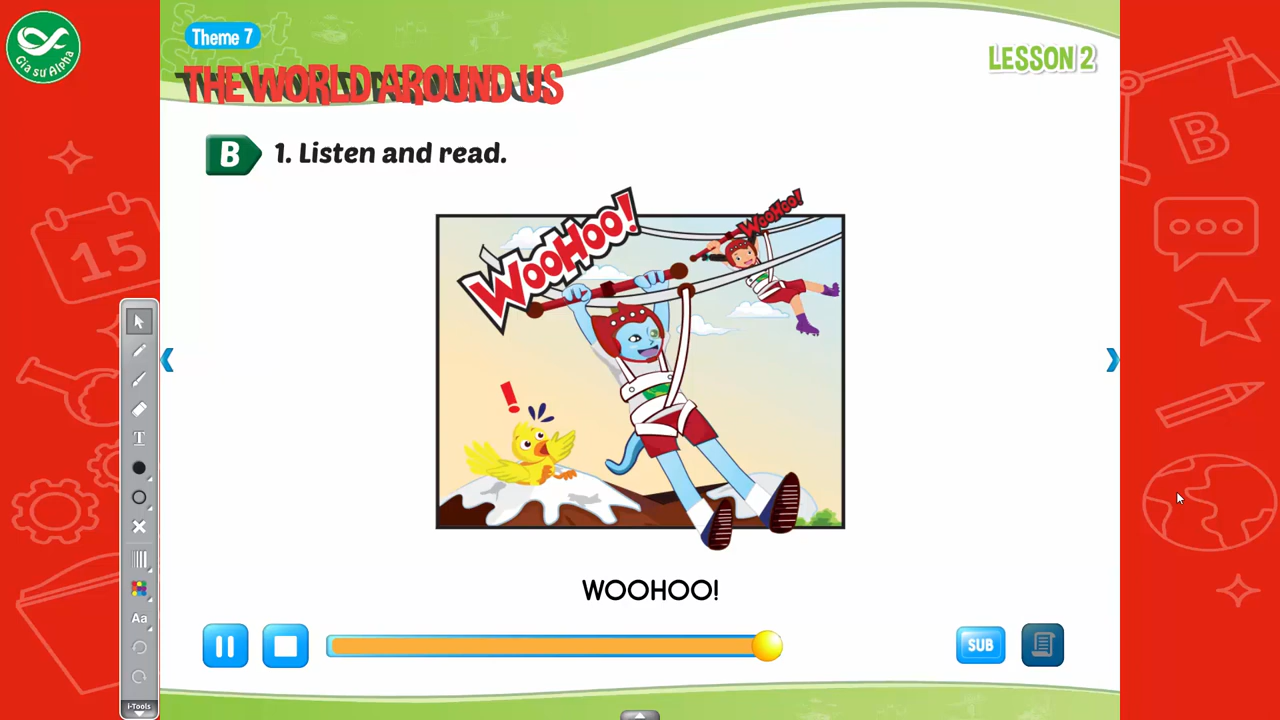 Gia sư Alpha
Theme 7
LESSON 2
THE WORLD AROUND US
B 1. Listen and read.
WOOHOO!
WOOHOO!
!
WOOHOO!
SUB
T
Aa
i-Tools
15
B